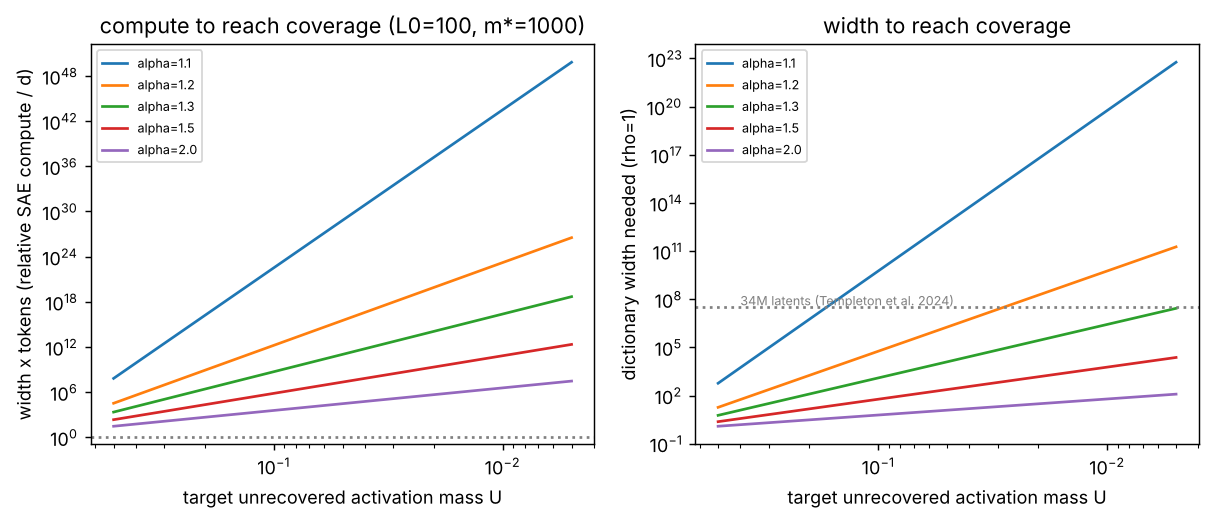 compute to reach coverage (L0=100, m*=1000)
width x tokens (relative SAE compute / d)
10^48
10^42
10^36
10^30
10^24
10^18
10^12
10^6
10^0
alpha=1.1
alpha=1.2
alpha=1.3
alpha=1.5
alpha=2.0
10^-1
10^-2
target unrecovered activation mass U
width to reach coverage
dictionary width needed (rho=1)
10^23
10^20
10^17
10^14
10^11
10^8
10^5
10^2
10^-1
alpha=1.1
alpha=1.2
alpha=1.3
alpha=1.5
alpha=2.0
34M latents (Templeton et al. 2024)
10^-1
10^-2
target unrecovered activation mass U